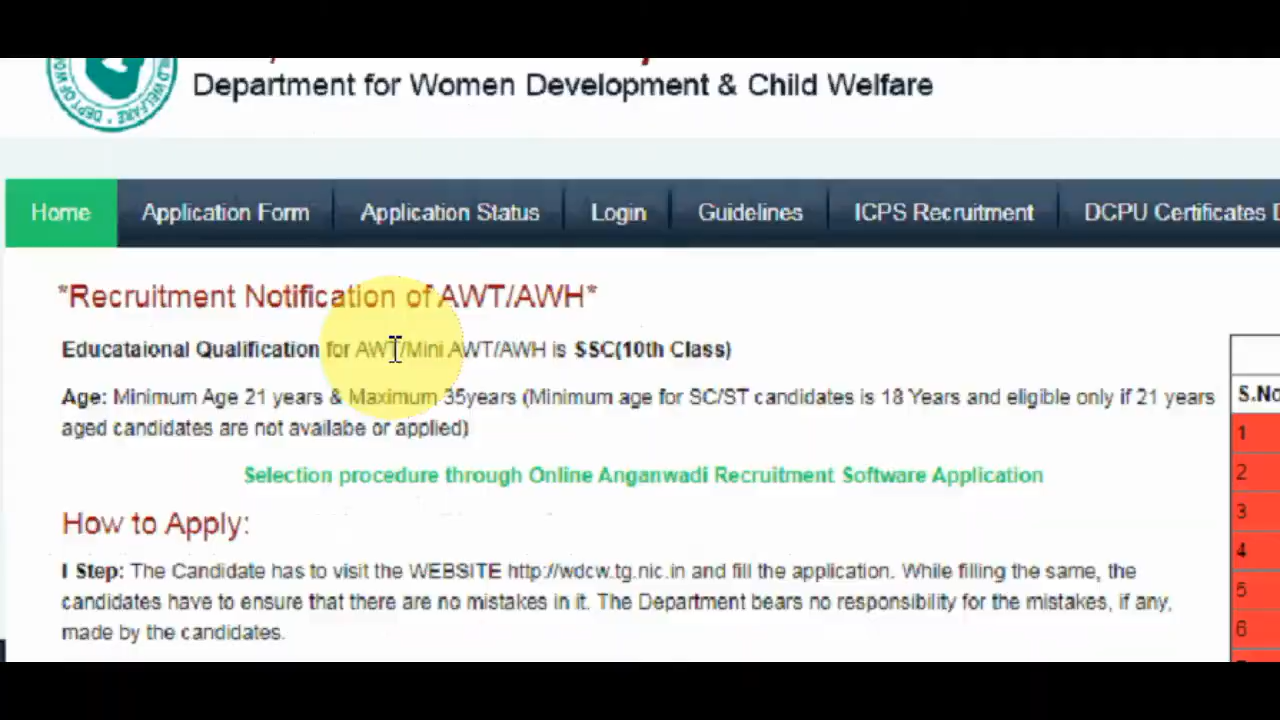 Department for Women Development & Child Welfare
Home
Application Form
Application Status
Login
Guidelines
ICPS Recruitment
DCPU Certificates
*Recruitment Notification of AWT/AWH*
Educataional Qualification for AWT/Mini AWT/AWH is SSC(10th Class)
Age: Minimum Age 21 years & Maximum 35years (Minimum age for SC/ST candidates is 18 Years and eligible only if 21 years
aged candidates are not availabe or applied)
Selection procedure through Online Anganwadi Recruitment Software Application
How to Apply:
I Step: The Candidate has to visit the WEBSITE http://wdcw.tg.nic.in and fill the application. While filling the same, the
candidates have to ensure that there are no mistakes in it. The Department bears no responsibility for the mistakes, if any,
made by the candidates.
S.No
1
2
3
4
5
6